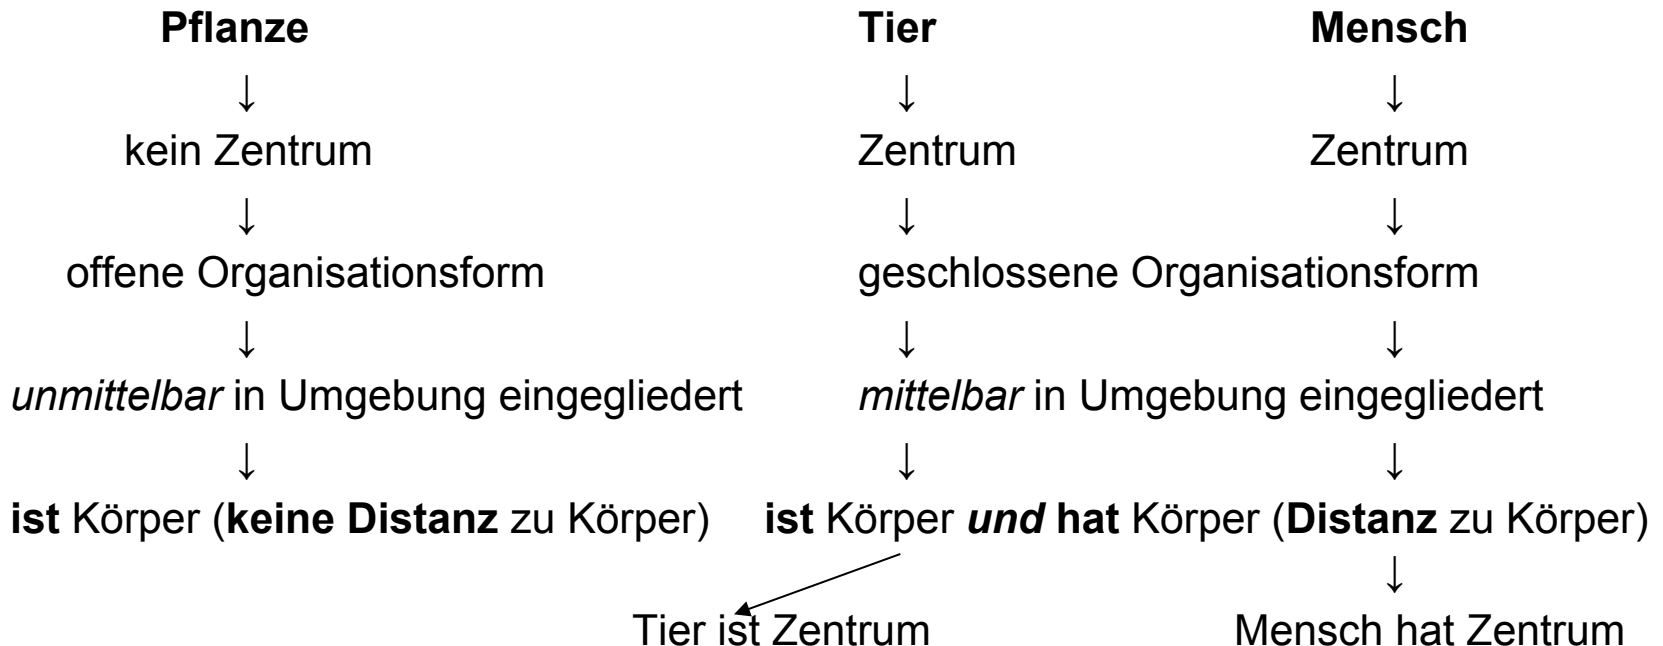 Pflanze Tier Mensch
↓ ↓ ↓
kein Zentrum Zentrum Zentrum
↓ ↓ ↓
offene Organisationsform geschlossene Organisationsform
↓ ↓ ↓
unmittelbar in Umgebung eingegliedert mittelbar in Umgebung eingegliedert
↓ ↓ ↓
ist Körper (keine Distanz zu Körper) ist Körper und hat Körper (Distanz zu Körper)
↓
Tier ist Zentrum Mensch hat Zentrum